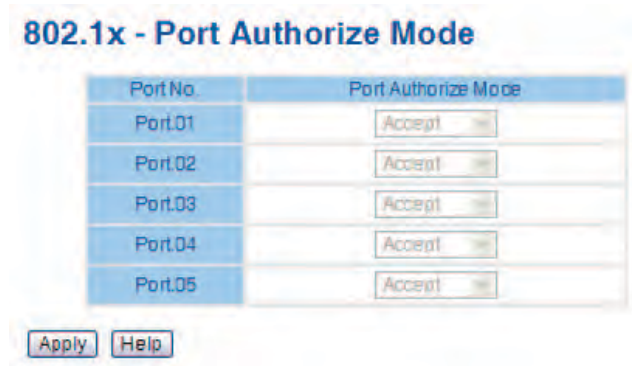 802.1x - Port Authorize Mode
Port No. Port Authorize Mode
Port.01 Accept
Port.02 Accept
Port.03 Accept
Port.04 Accept
Port.05 Accept
Apply Help